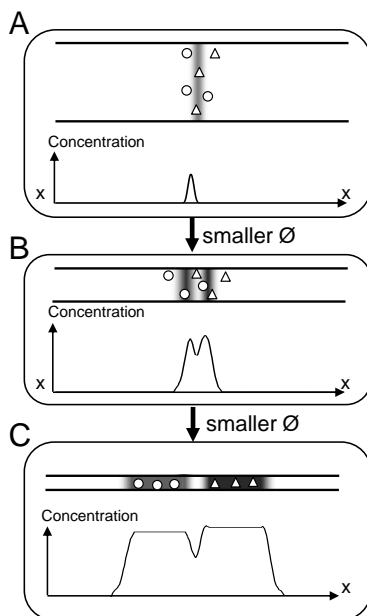 A
Concentration
x x
smaller Ø
B
Concentration
x x
smaller Ø
C
Concentration
x